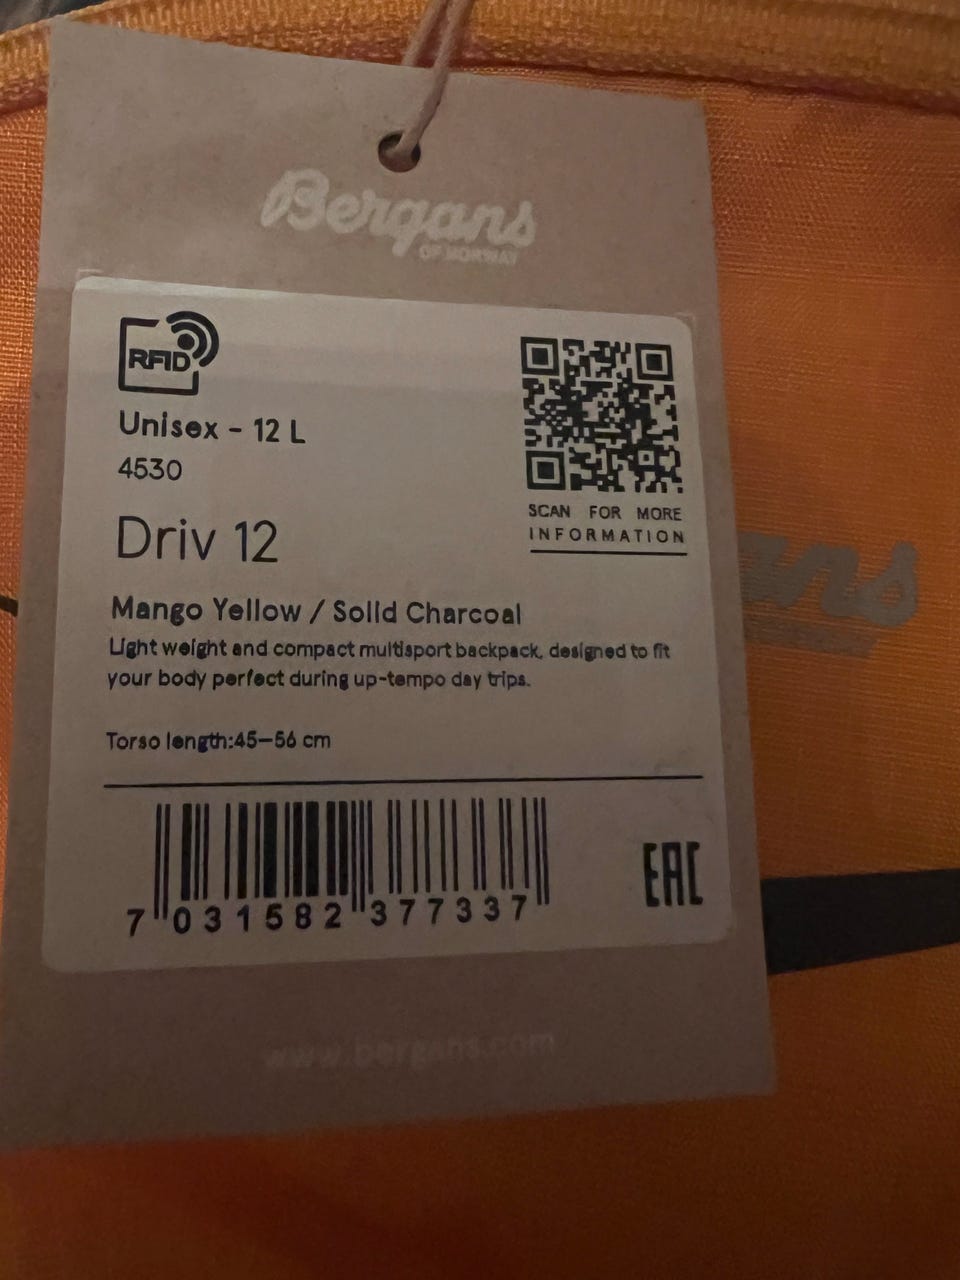 Bergans
OF NORWAY
RFID
Unisex - 12 L
4530
SCAN FOR MORE
INFORMATION
Driv 12
Mango Yellow / Solid Charcoal
Light weight and compact multisport backpack, designed to fit
your body perfect during up-tempo day trips.
Torso length:45–56 cm
7 031582 377337
EAC
www.bergans.com
ans